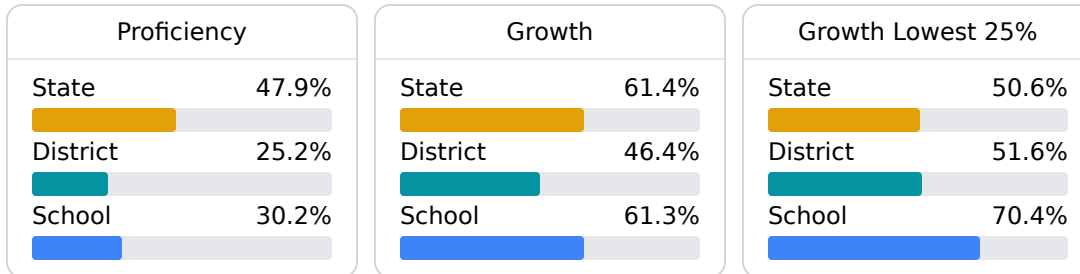 Proficiency
State 47.9%
District 25.2%
School 30.2%
Growth
State 61.4%
District 46.4%
School 61.3%
Growth Lowest 25%
State 50.6%
District 51.6%
School 70.4%